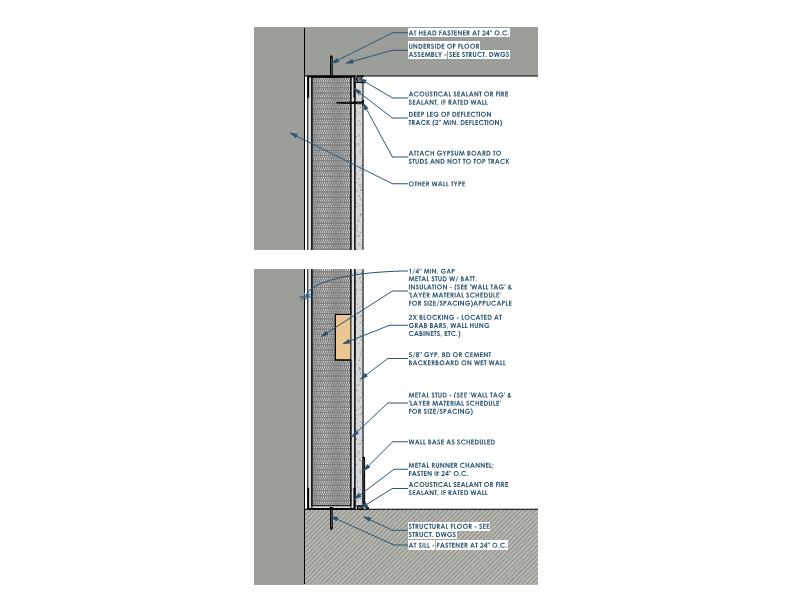 AT HEAD FASTENER AT 24" O.C.
UNDERSIDE OF FLOOR
ASSEMBLY - SEE STRUCT. DWGS
ACOUSTICAL SEALANT OR FIRE
SEALANT, IF RATED WALL
DEEP LEG OF DEFLECTION
TRACK (2" MIN. DEFLECTION)
ATTACH GYPSUM BOARD TO
STUDS AND NOT TO TOP TRACK
OTHER WALL TYPE
1/4" MIN. GAP
METAL STUD W/ BATT.
INSULATION - (SEE 'WALL TAG' &
'LAYER MATERIAL SCHEDULE'
FOR SIZE/SPACING)APPLICAPLE
2X BLOCKING - LOCATED AT
GRAB BARS, WALL HUNG
CABINETS, ETC.)
5/8" GYP. BD OR CEMENT
BACKERBOARD ON WET WALL
METAL STUD - (SEE 'WALL TAG' &
'LAYER MATERIAL SCHEDULE'
FOR SIZE/SPACING)
WALL BASE AS SCHEDULED
METAL RUNNER CHANNEL;
FASTEN @ 24" O.C.
ACOUSTICAL SEALANT OR FIRE
SEALANT, IF RATED WALL
STRUCTURAL FLOOR - SEE
STRUCT. DWGS
AT SILL - FASTENER AT 24" O.C.